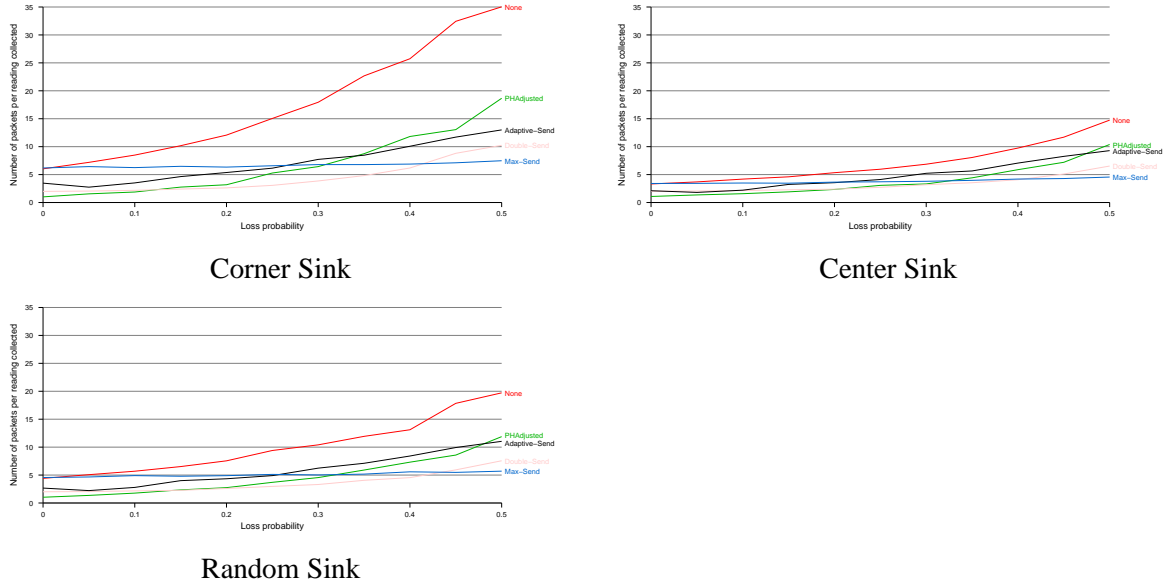 Number of packets per reading collected
35
30
25
20
15
10
5
0
0 0.1 0.2 0.3 0.4 0.5
Loss probability
None
PHAdjusted
Adaptive−Send
Double−Send
Max−Send
Corner Sink
Number of packets per reading collected
35
30
25
20
15
10
5
0
0 0.1 0.2 0.3 0.4 0.5
Loss probability
None
PHAdjusted
Adaptive−Send
Double−Send
Max−Send
Center Sink
Number of packets per reading collected
35
30
25
20
15
10
5
0
0 0.1 0.2 0.3 0.4 0.5
Loss probability
None
PHAdjusted
Adaptive−Send
Double−Send
Max−Send
Random Sink